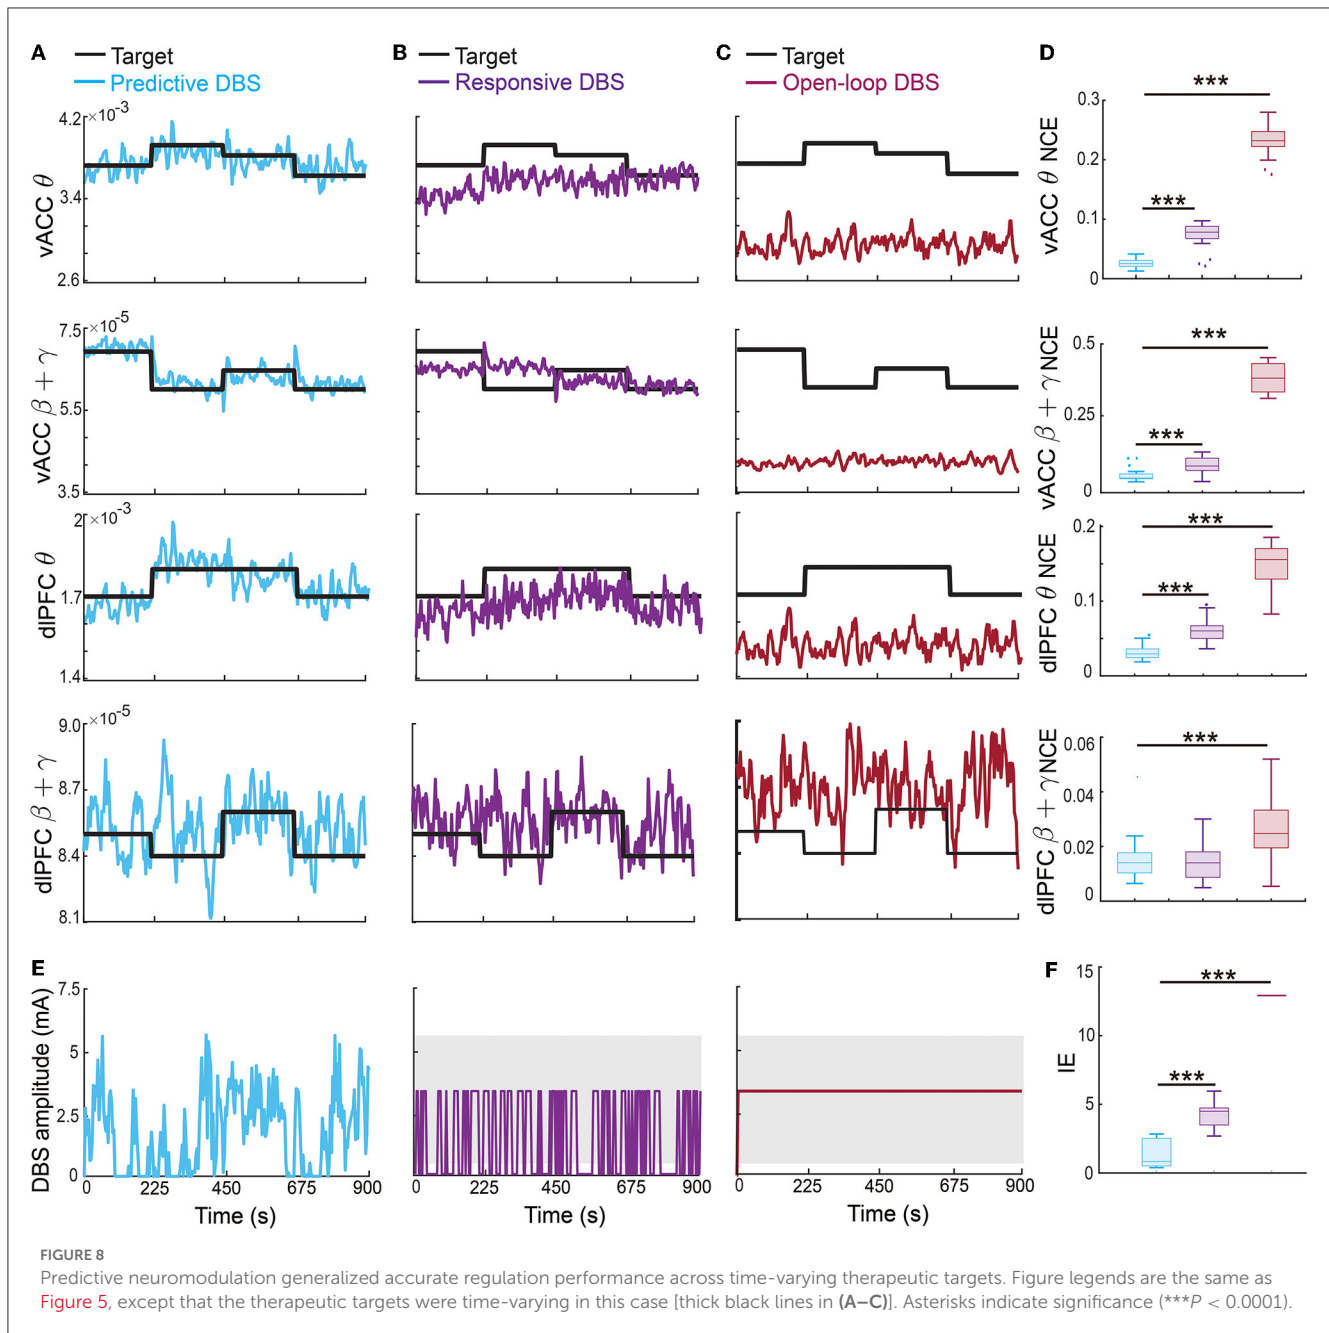 A
Target
Predictive DBS
B
Target
Responsive DBS
C
Target
Open-loop DBS
D
×10⁻³
4.2
3.4
2.6
vACC θ
***
***
0.3
0.2
0.1
0
vACC θ NCE
×10⁻⁵
7.5
5.5
3.5
vACC β + γ
***
***
0.5
0.25
0
vACC β + γ NCE
×10⁻³
2
1.7
1.4
dlPFC θ
***
***
0.2
0.1
0
dlPFC θ NCE
×10⁻⁵
9.0
8.7
8.4
8.1
dlPFC β + γ
***
0.06
0.04
0.02
0
dlPFC β + γ NCE
E
7.5
5
2.5
0
DBS amplitude (mA)
0 225 450 675 900
Time (s)
0 225 450 675 900
Time (s)
0 225 450 675 900
Time (s)
F
***
***
15
10
5
0
IE
FIGURE 8
Predictive neuromodulation generalized accurate regulation performance across time-varying therapeutic targets. Figure legends are the same as
Figure 5, except that the therapeutic targets were time-varying in this case [thick black lines in (A–C)]. Asterisks indicate significance (***P < 0.0001).